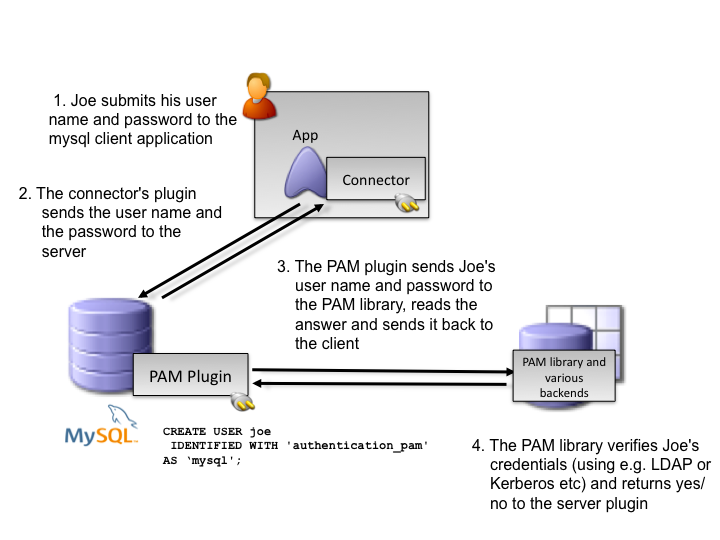 1. Joe submits his user
name and password to the
mysql client application
App
Connector
2. The connector's plugin
sends the user name and
the password to the
server
3. The PAM plugin sends Joe's
user name and password to
the PAM library, reads the
answer and sends it back to
the client
PAM Plugin
PAM library and
various
backends
MySQL™
CREATE USER joe
IDENTIFIED WITH 'authentication_pam'
AS ‘mysql';
4. The PAM library verifies Joe's
credentials (using e.g. LDAP or
Kerberos etc) and returns yes/
no to the server plugin